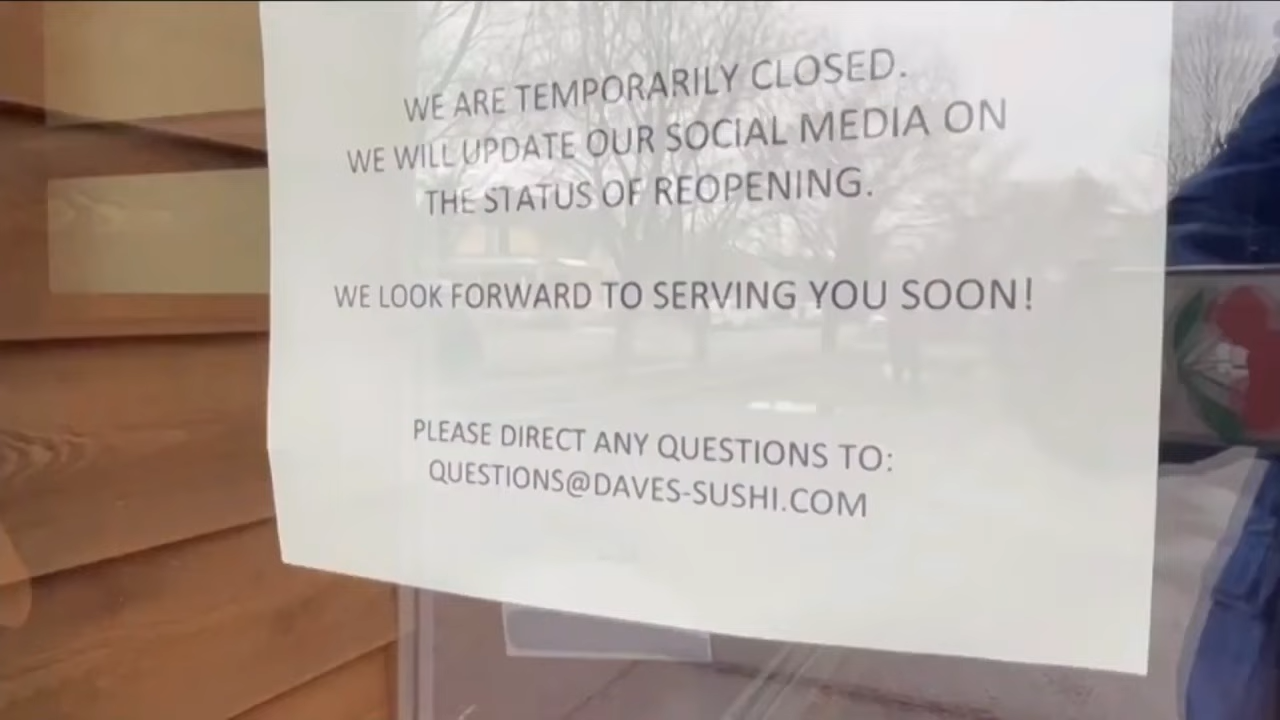 WE ARE TEMPORARILY CLOSED.
WE WILL UPDATE OUR SOCIAL MEDIA ON
THE STATUS OF REOPENING.
WE LOOK FORWARD TO SERVING YOU SOON!
PLEASE DIRECT ANY QUESTIONS TO:
QUESTIONS@DAVES-SUSHI.COM